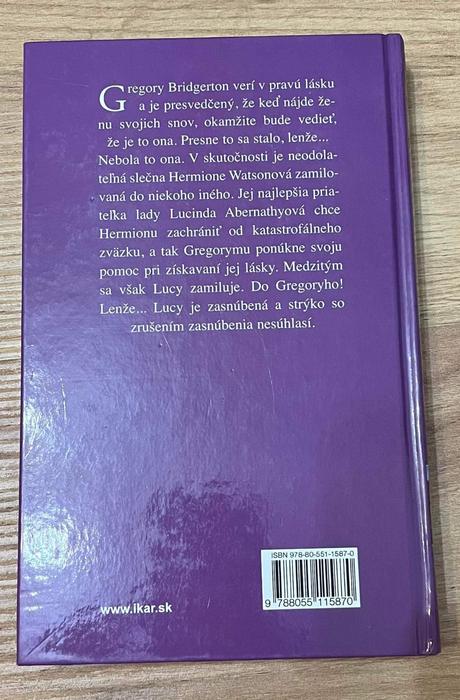 Gregory Bridgerton verí v pravú lásku
a je presvedčený, že keď nájde že-
nu svojich snov, okamžite bude vedieť,
že je to ona. Presne to sa stalo, lenže...
Nebola to ona. V skutočnosti je neodola-
teľná slečna Hermione Watsonová zamilo-
vaná do niekoho iného. Jej najlepšia pria-
teľka lady Lucinda Abernathyová chce
Hermionu zachrániť od katastrofálneho
zväzku, a tak Gregorymu ponúkne svoju
pomoc pri získavaní jej lásky. Medzitým
sa však Lucy zamiluje. Do Gregoryho!
Lenže... Lucy je zasnúbená a strýko so
zrušením zasnúbenia nesúhlasí.
ISBN 978-80-551-1587-0
9 788055 115870
www.ikar.sk